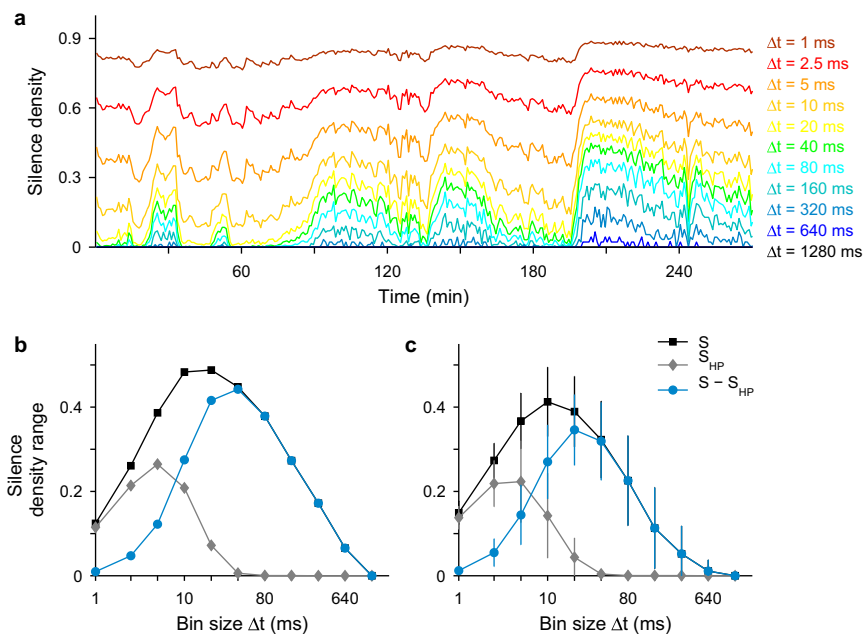 a
0.9
0.6
0.3
0
Silence density
60
120
180
240
Time (min)
Δt = 1 ms
Δt = 2.5 ms
Δt = 5 ms
Δt = 10 ms
Δt = 20 ms
Δt = 40 ms
Δt = 80 ms
Δt = 160 ms
Δt = 320 ms
Δt = 640 ms
Δt = 1280 ms
b
0.4
0.2
0
Silence
density range
1
10
80
640
Bin size Δt (ms)
c
0.4
0.2
0
1
10
80
640
Bin size Δt (ms)
S
S_HP
S − S_HP